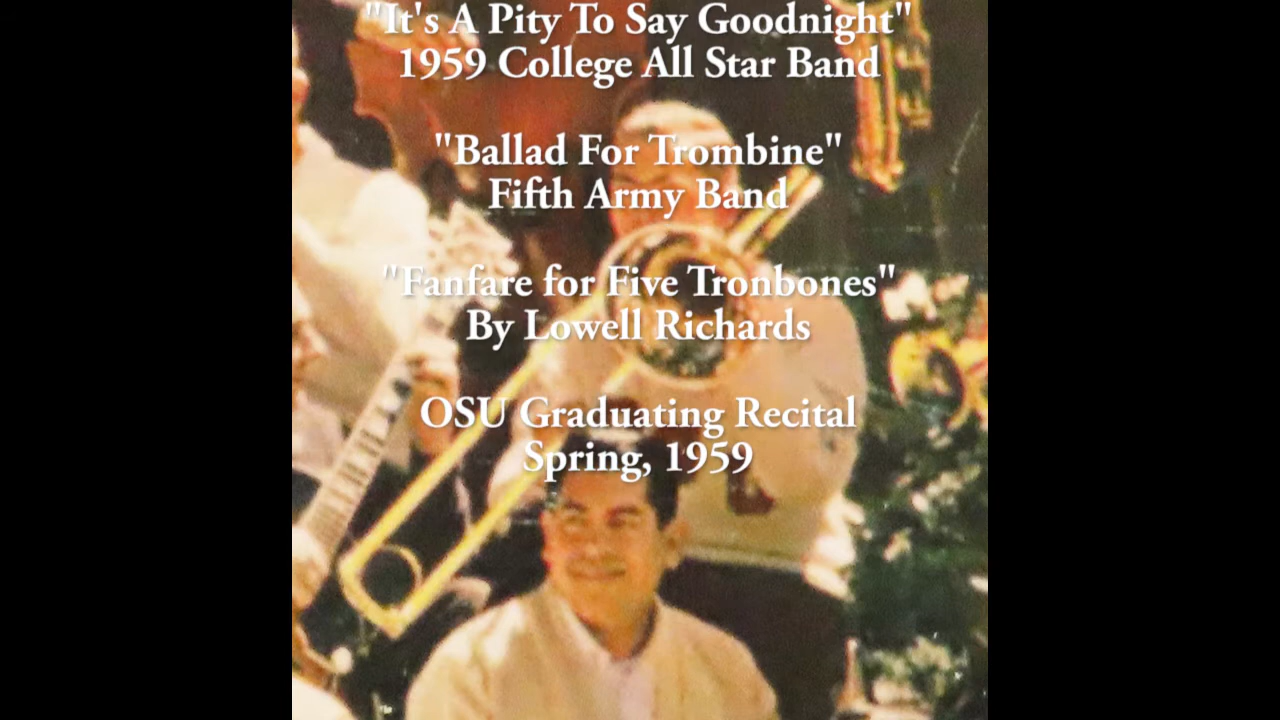 "It's A Pity To Say Goodnight"
1959 College All Star Band
"Ballad For Trombine"
Fifth Army Band
"Fanfare for Five Tronbones"
By Lowell Richards
OSU Graduating Recital
Spring, 1959